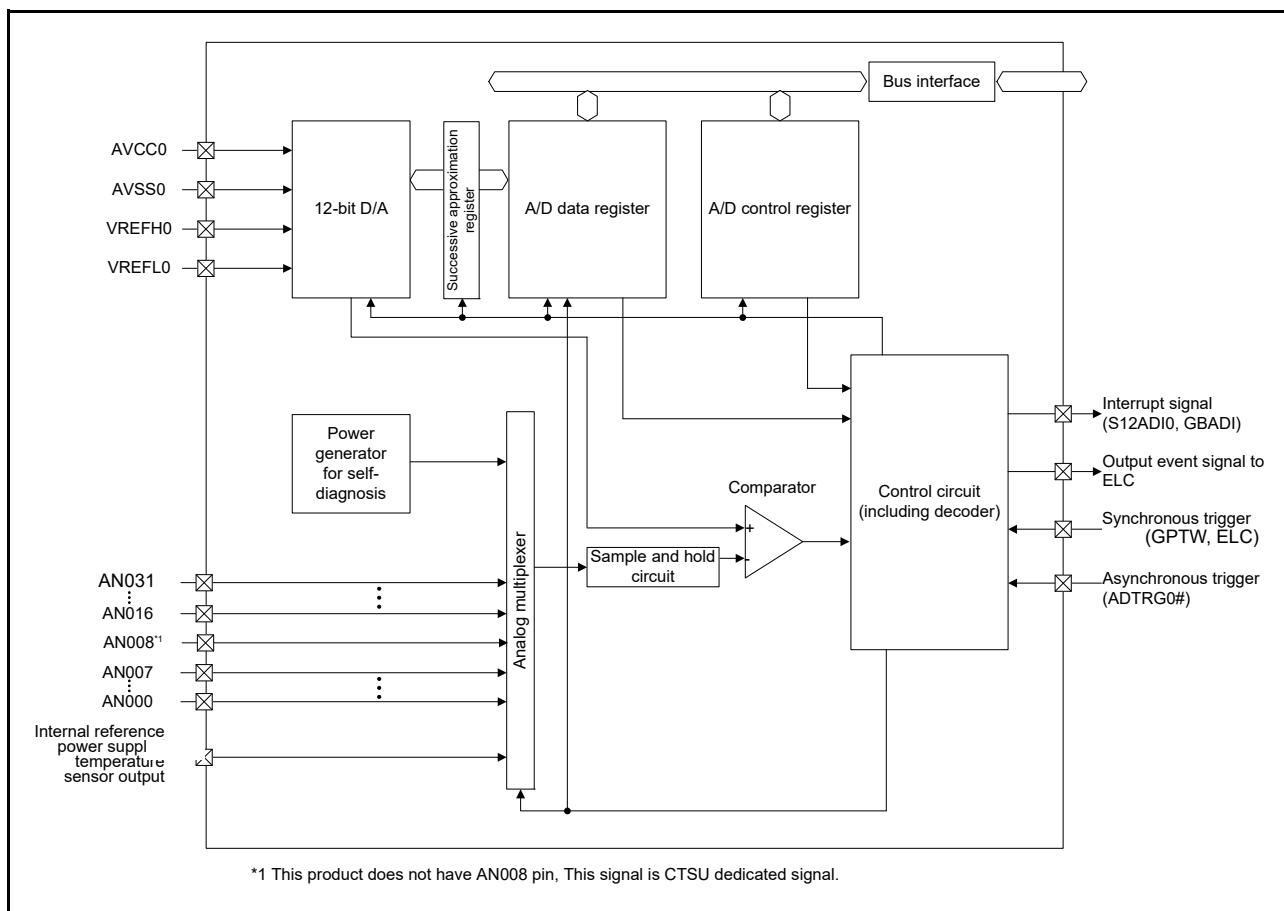 Bus interface
AVCC0
AVSS0
VREFH0
VREFL0
12-bit D/A
Successive approximation
register
A/D data register
A/D control register
Power
generator
for self-
diagnosis
Analog multiplexer
Comparator
+
-
Sample and hold
circuit
Control circuit
(including decoder)
Interrupt signal
(S12ADI0, GBADI)
Output event signal to
ELC
Synchronous trigger
(GPTW, ELC)
Asynchronous trigger
(ADTRG0#)
AN031
AN016
AN008*1
AN007
AN000
Internal reference
power suppl
temperature
sensor output
*1 This product does not have AN008 pin, This signal is CTSU dedicated signal.